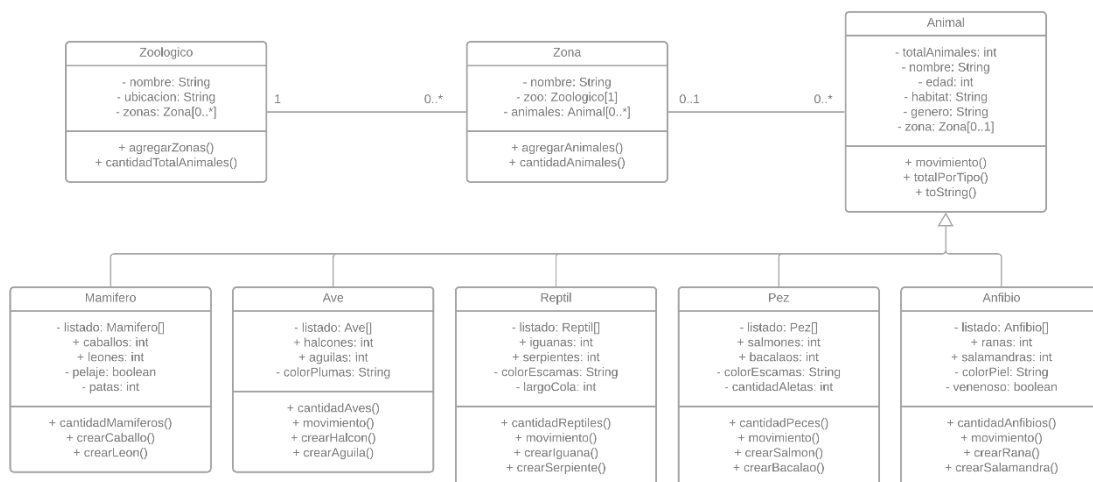 Zoologico
- nombre: String
- ubicacion: String
- zonas: Zona[0..*]
+ agregarZonas()
+ cantidadTotalAnimales()
1
0..*
Zona
- nombre: String
- zoo: Zoologico[1]
- animales: Animal[0..*]
+ agregarAnimales()
+ cantidadAnimales()
0..1
0..*
Animal
- totalAnimales: int
- nombre: String
- edad: int
- habitat: String
- genero: String
- zona: Zona[0..1]
+ movimiento()
+ totalPorTipo()
+ toString()
Mamifero
- listado: Mamifero[]
+ caballos: int
+ leones: int
- pelaje: boolean
- patas: int
+ cantidadMamiferos()
+ crearCaballo()
+ crearLeon()
Ave
- listado: Ave[]
+ halcones: int
+ aguilas: int
- colorPlumas: String
+ cantidadAves()
+ movimiento()
+ crearHalcon()
+ crearAguila()
Reptil
- listado: Reptil[]
+ iguanas: int
+ serpientes: int
- colorEscamas: String
- largoCola: int
+ cantidadReptiles()
+ movimiento()
+ crearIguana()
+ crearSerpiente()
Pez
- listado: Pez[]
+ salmones: int
+ bacalaos: int
- colorEscamas: String
- cantidadAletas: int
+ cantidadPeces()
+ movimiento()
+ crearSalmon()
+ crearBacalao()
Anfibio
- listado: Anfibio[]
+ ranas: int
+ salamandras: int
- colorPiel: String
- venenoso: boolean
+ cantidadAnfibios()
+ movimiento()
+ crearRana()
+ crearSalamandra()